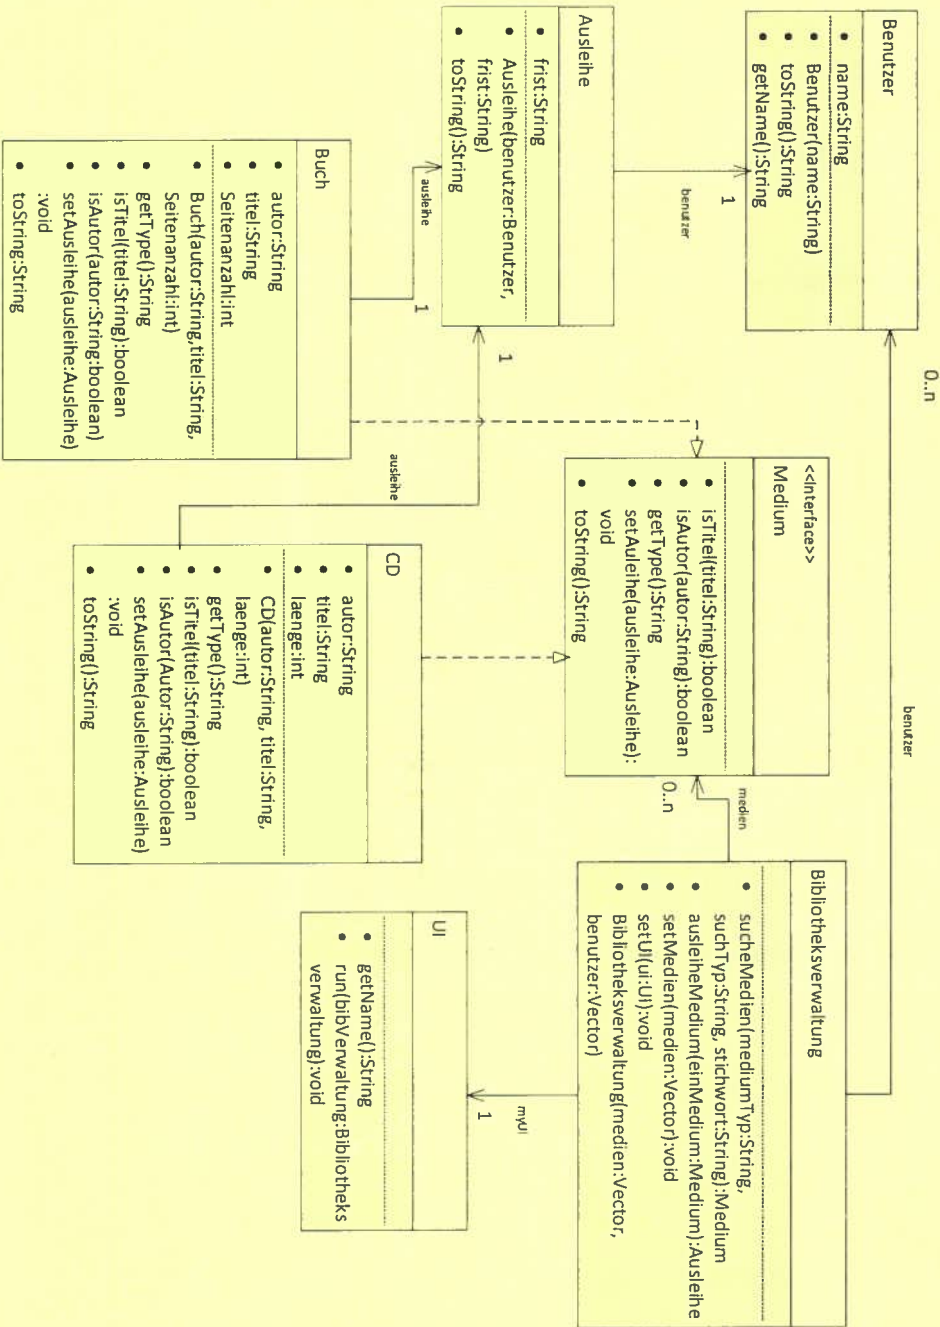 Benutzer
name:String
Benutzer(name:String)
toString():String
getName():String
0..n
benutzer
1
benutzer
Ausleihe
frist:String
Ausleihe(benutzer:Benutzer,
frist:String)
toString():String
1
ausleihe
1
ausleihe
<<Interface>>
Medium
isTitel(titel:String):boolean
isAutor(autor:String):boolean
getType():String
setAuleihe(ausleihe:Ausleihe):
void
toString():String
medien
0..n
Bibliotheksverwaltung
sucheMedien(mediumTyp:String,
suchTyp:String, stichwort:String):Medium
ausleiheMedium(einMedium:Medium):Ausleihe
setMedien(medien:Vector):void
setUI(ui:UI):void
Bibliotheksverwaltung(medien:Vector,
benutzer:Vector)
Buch
autor:String
titel:String
Seitenanzahl:int
Buch(autor:String,titel:String,
Seitenanzahl:int)
getType():String
isTitel(titel:String):boolean
isAutor(autor:String:boolean)
setAusleihe(ausleihe:Ausleihe)
:void
toString:String
CD
autor:String
titel:String
laenge:int
CD(autor:String, titel:String,
laenge:int)
getType():String
isTitel(titel:String):boolean
isAutor(Autor:String):boolean
setAusleihe(ausleihe:Ausleihe)
:void
toString():String
myUI
1
UI
getName():String
run(bibVerwaltung:Bibliotheks
verwaltung):void